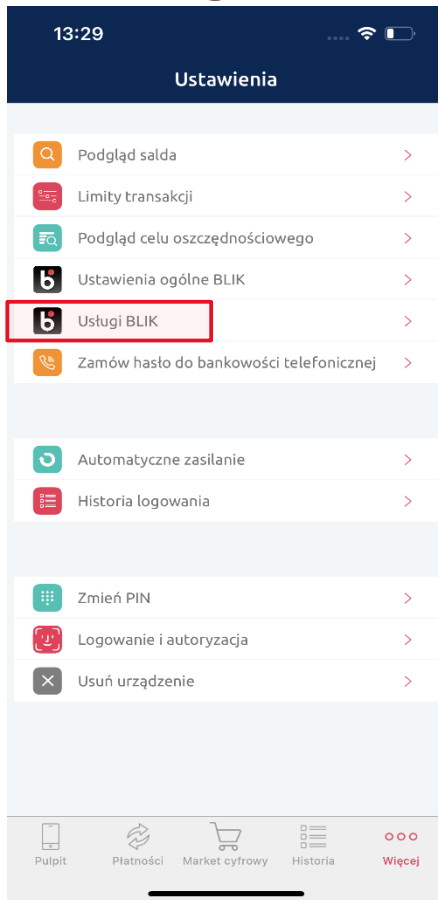 13:29
Ustawienia
Podgląd salda
Limity transakcji
Podgląd celu oszczędnościowego
Ustawienia ogólne BLIK
Usługi BLIK
Zamów hasło do bankowości telefonicznej
Automatyczne zasilanie
Historia logowania
Zmień PIN
Logowanie i autoryzacja
Usuń urządzenie
Pulpit Płatności Market cyfrowy Historia Więcej